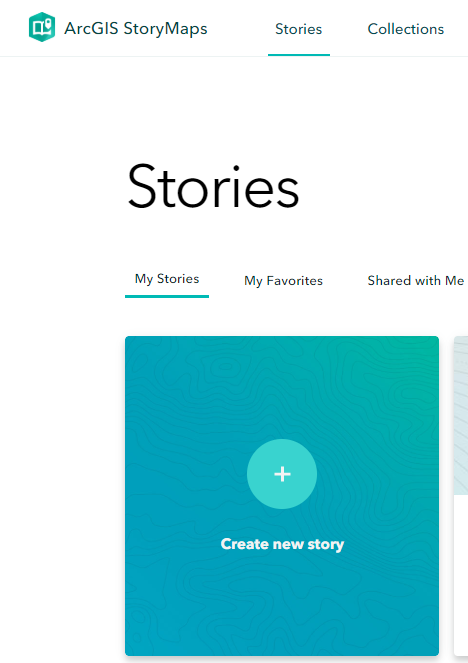 ArcGIS StoryMaps Stories Collections
Stories
My Stories My Favorites Shared with Me
Create new story